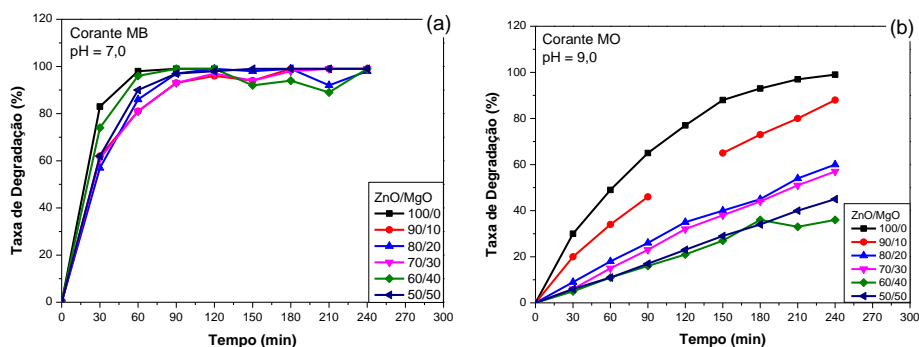 (a)
Corante MB
pH = 7,0
Taxa de Degradação (%)
120
100
80
60
40
20
0
ZnO/MgO
100/0
90/10
80/20
70/30
60/40
50/50
0 30 60 90 120 150 180 210 240 270 300
Tempo (min)
(b)
Corante MO
pH = 9,0
Taxa de Degradação (%)
120
100
80
60
40
20
0
ZnO/MgO
100/0
90/10
80/20
70/30
60/40
50/50
0 30 60 90 120 150 180 210 240 270 300
Tempo (min)